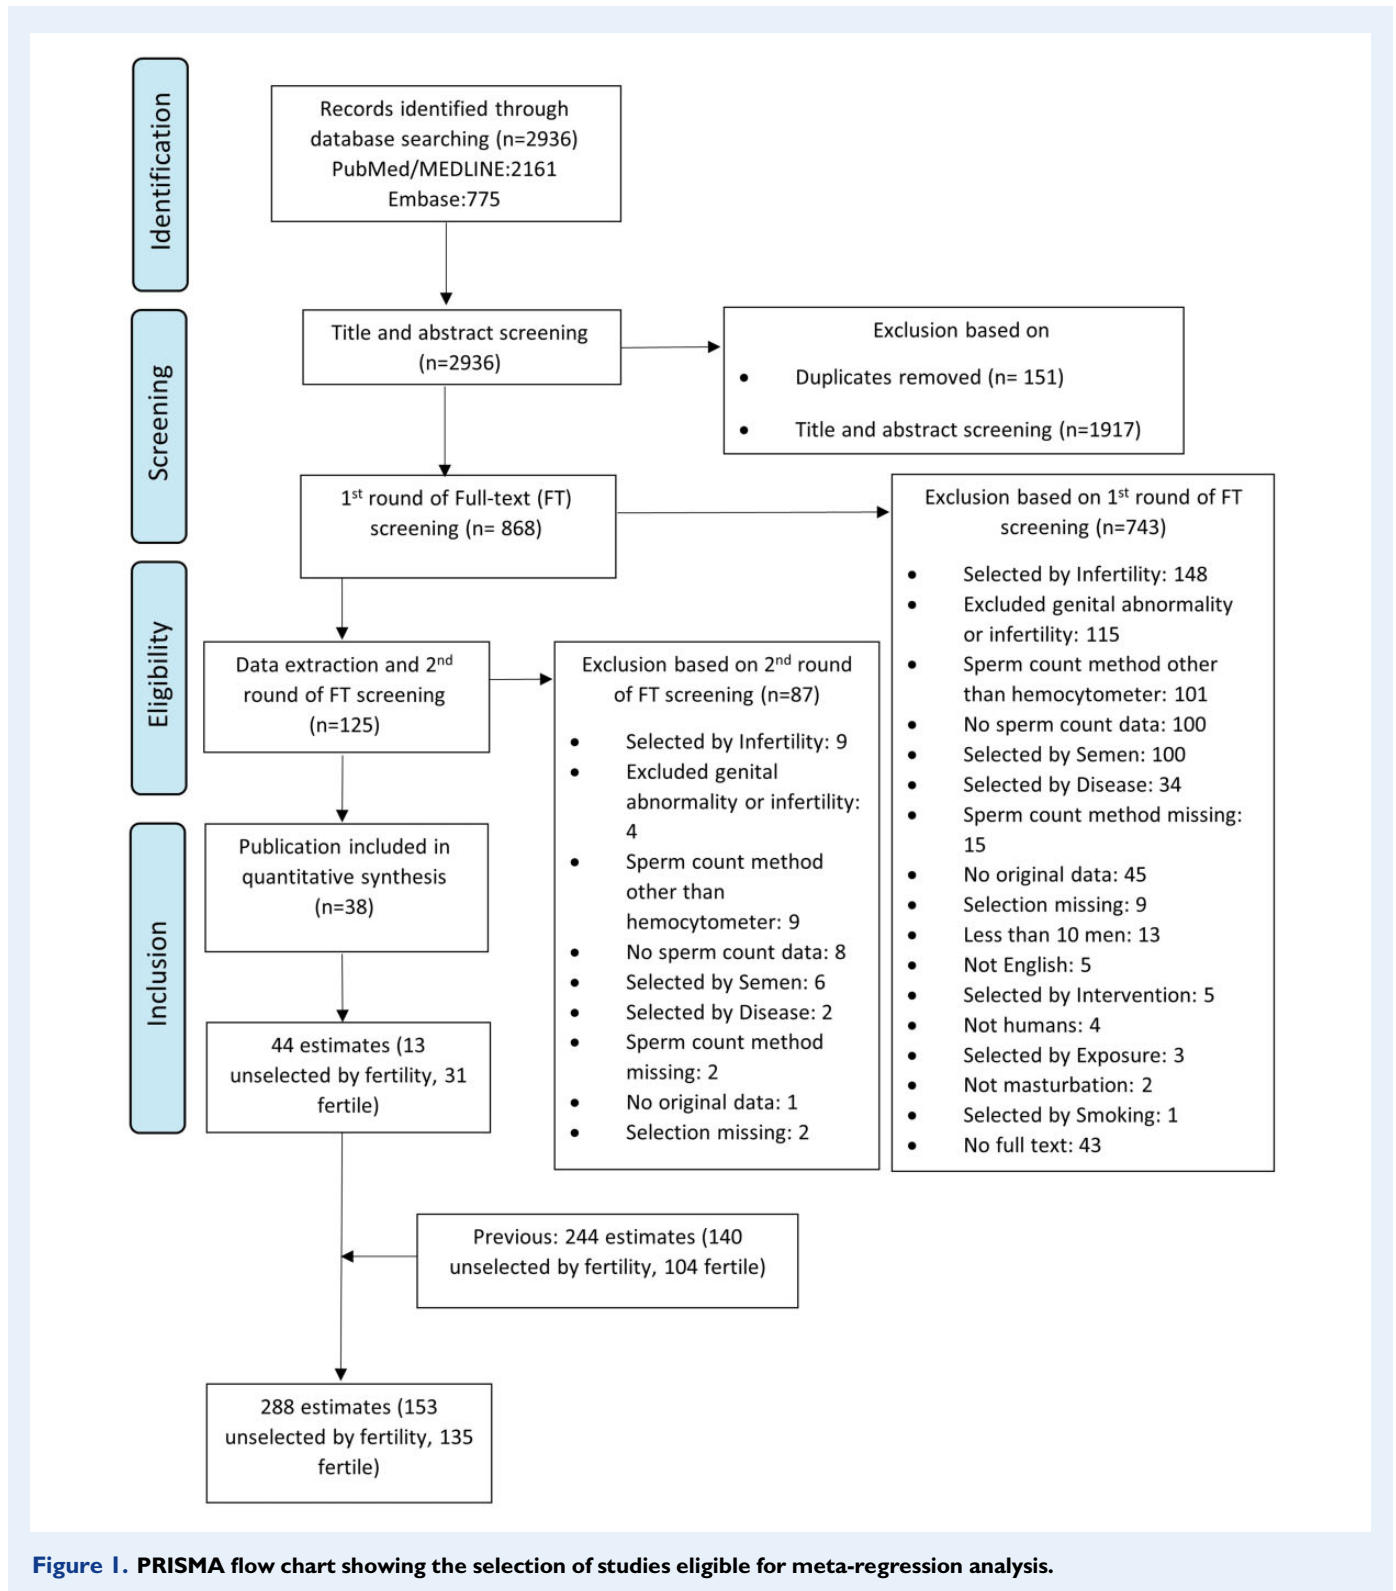 Identification
Records identified through
database searching (n=2936)
PubMed/MEDLINE:2161
Embase:775
Screening
Title and abstract screening
(n=2936)
Exclusion based on
• Duplicates removed (n= 151)
• Title and abstract screening (n=1917)
1st round of Full-text (FT)
screening (n= 868)
Exclusion based on 1st round of FT
screening (n=743)
• Selected by Infertility: 148
• Excluded genital abnormality
or infertility: 115
• Sperm count method other
than hemocytometer: 101
• No sperm count data: 100
• Selected by Semen: 100
• Selected by Disease: 34
• Sperm count method missing:
15
• No original data: 45
• Selection missing: 9
• Less than 10 men: 13
• Not English: 5
• Selected by Intervention: 5
• Not humans: 4
• Selected by Exposure: 3
• Not masturbation: 2
• Selected by Smoking: 1
• No full text: 43
Eligibility
Data extraction and 2nd
round of FT screening
(n=125)
Exclusion based on 2nd round
of FT screening (n=87)
• Selected by Infertility: 9
• Excluded genital
abnormality or infertility:
4
• Sperm count method
other than
hemocytometer: 9
• No sperm count data: 8
• Selected by Semen: 6
• Selected by Disease: 2
• Sperm count method
missing: 2
• No original data: 1
• Selection missing: 2
Inclusion
Publication included in
quantitative synthesis
(n=38)
44 estimates (13
unselected by fertility, 31
fertile)
Previous: 244 estimates (140
unselected by fertility, 104 fertile)
288 estimates (153
unselected by fertility, 135
fertile)
Figure 1. PRISMA flow chart showing the selection of studies eligible for meta-regression analysis.